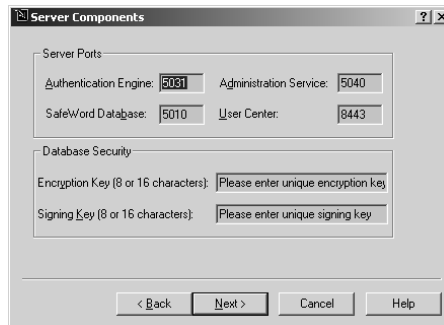 Server Components
Server Ports
Authentication Engine: 5031 Administration Service: 5040
SafeWord Database: 5010 User Center: 8443
Database Security
Encryption Key (8 or 16 characters): Please enter unique encryption key
Signing Key (8 or 16 characters): Please enter unique signing key
< Back Next > Cancel Help